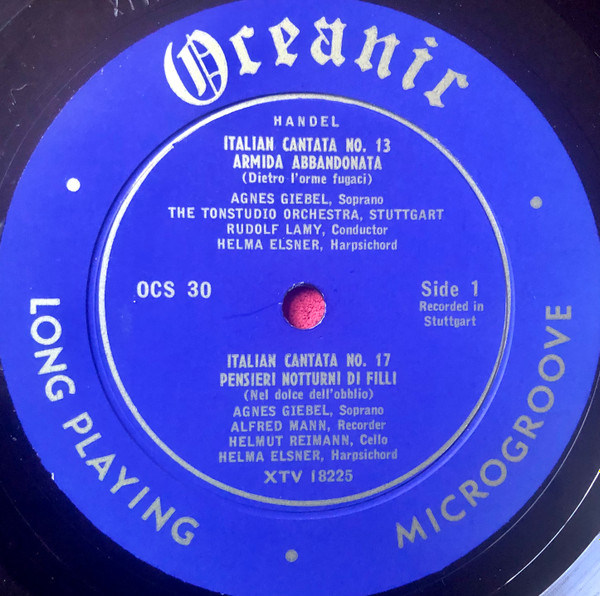 Oceanic
HANDEL
ITALIAN CANTATA NO. 13
ARMIDA ABBANDONATA
(Dietro l'orme fugaci)
AGNES GIEBEL, Soprano
THE TONSTUDIO ORCHESTRA, STUTTGART
RUDOLF LAMY, Conductor
HELMA ELSNER, Harpsichord
OCS 30
Side 1
Recorded in
Stuttgart
ITALIAN CANTATA NO. 17
PENSIERI NOTTURNI DI FILLI
(Nel dolce dell'obblio)
AGNES GIEBEL, Soprano
ALFRED MANN, Recorder
HELMUT REIMANN, Cello
HELMA ELSNER, Harpsichord
XTV 18225
LONG PLAYING
MICROGROOVE